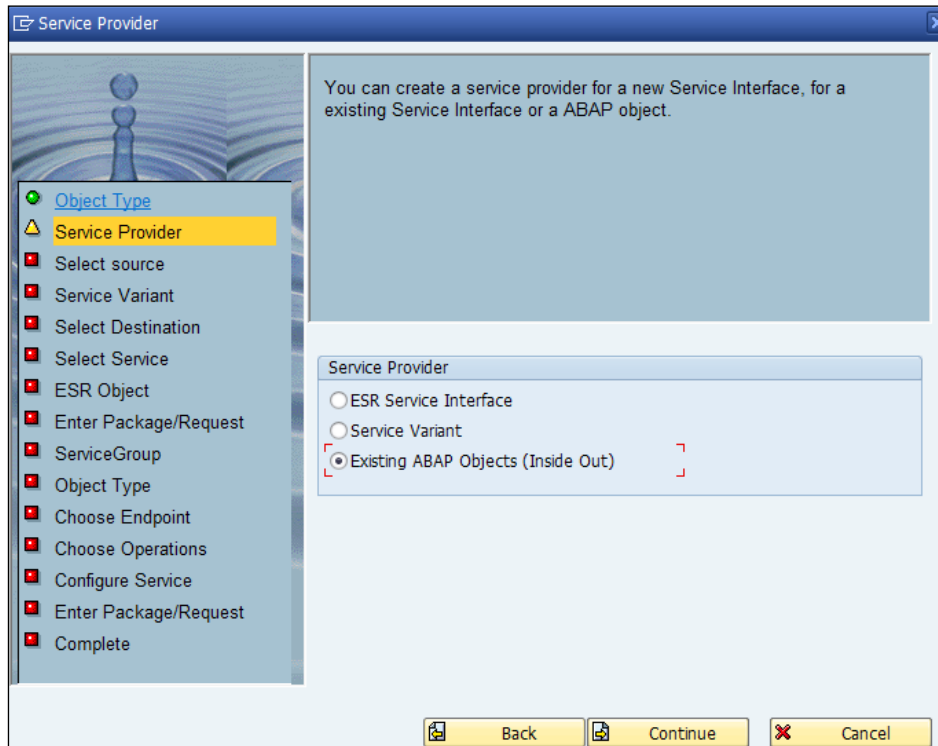 Service Provider
You can create a service provider for a new Service Interface, for a
existing Service Interface or a ABAP object.
Object Type
Service Provider
Select source
Service Variant
Select Destination
Select Service
ESR Object
Enter Package/Request
ServiceGroup
Object Type
Choose Endpoint
Choose Operations
Configure Service
Enter Package/Request
Complete
Service Provider
ESR Service Interface
Service Variant
Existing ABAP Objects (Inside Out)
Back Continue Cancel